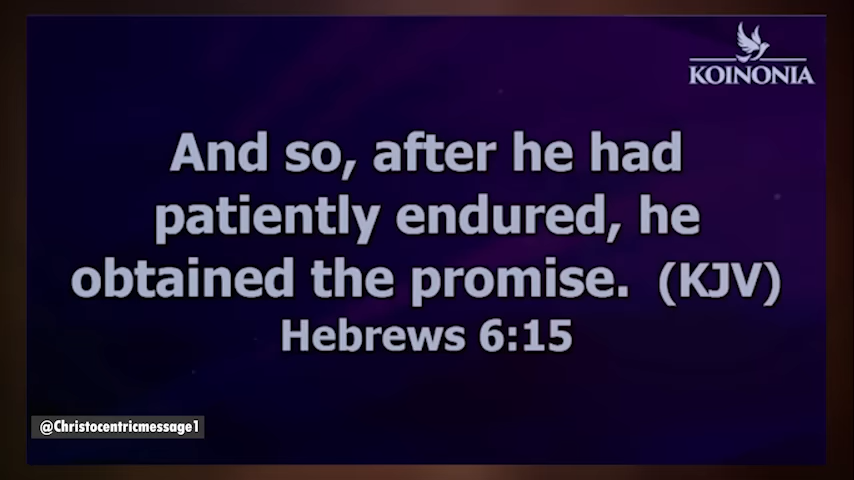 KOINONIA
And so, after he had
patiently endured, he
obtained the promise. (KJV)
Hebrews 6:15
@Christocentricmessage1